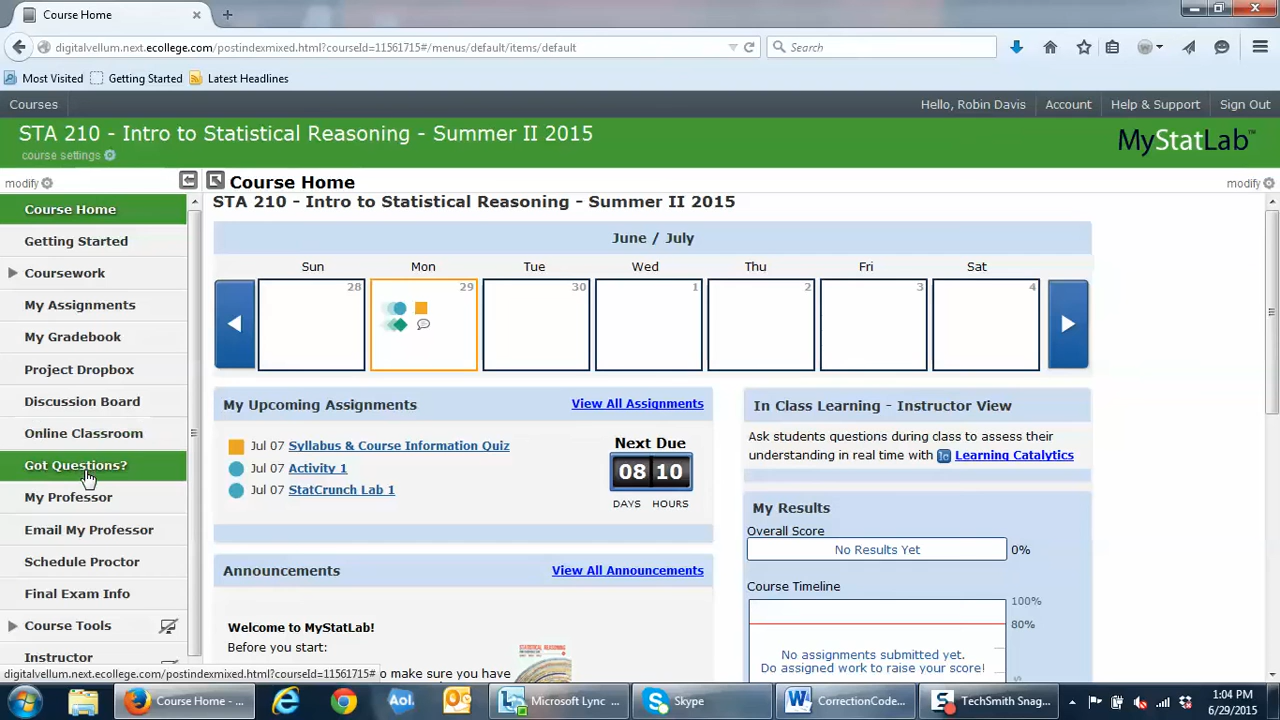 Course Home
digitalvellum.next.ecollege.com/postindexmixed.html?courseId=11561715#/menus/default/items/default
Search
Most Visited
Getting Started
Latest Headlines
Courses
Hello, Robin Davis
Account
Help & Support
Sign Out
STA 210 - Intro to Statistical Reasoning - Summer II 2015
course settings
MyStatLab™
modify
Course Home
modify
Course Home
Getting Started
Coursework
My Assignments
My Gradebook
Project Dropbox
Discussion Board
Online Classroom
Got Questions?
My Professor
Email My Professor
Schedule Proctor
Final Exam Info
Course Tools
Instructor
STA 210 - Intro to Statistical Reasoning - Summer II 2015
June / July
Sun Mon Tue Wed Thu Fri Sat
28 29 30 1 2 3 4
My Upcoming Assignments
View All Assignments
Jul 07 Syllabus & Course Information Quiz
Jul 07 Activity 1
Jul 07 StatCrunch Lab 1
Next Due
08 10
DAYS HOURS
Announcements
View All Announcements
Welcome to MyStatLab!
Before you start:
to make sure you have
In Class Learning - Instructor View
Ask students questions during class to assess their
understanding in real time with Learning Catalytics
My Results
Overall Score
No Results Yet
0%
Course Timeline
100%
80%
No assignments submitted yet.
Do assigned work to raise your score!
digitalvellum.next.ecollege.com/postindexmixed.html?courseId=11561715#
Course Home - ...
Aol
Microsoft Lync ...
Skype
CorrectionCode...
TechSmith Snag...
1:04 PM
6/29/2015